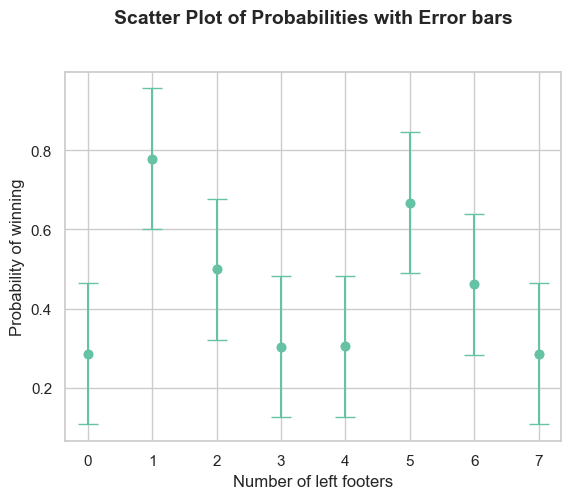 Scatter Plot of Probabilities with Error bars
0.8
0.6
0.4
0.2
Probability of winning
0 1 2 3 4 5 6 7
Number of left footers